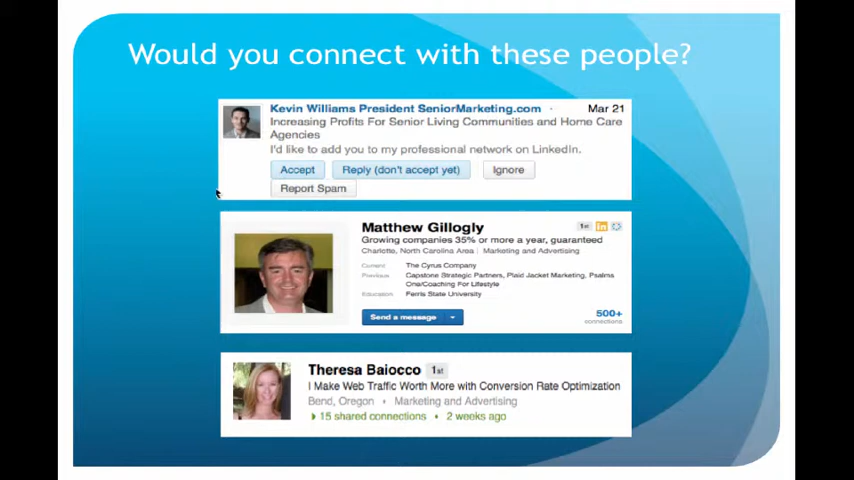 Would you connect with these people?
Kevin Williams President SeniorMarketing.com · Mar 21
Increasing Profits For Senior Living Communities and Home Care
Agencies
I'd like to add you to my professional network on LinkedIn.
Accept Reply (don't accept yet) Ignore
Report Spam
Matthew Gillogly 1st in
Growing companies 35% or more a year, guaranteed
Charlotte, North Carolina Area | Marketing and Advertising
Current The Cyrus Company
Previous Capstone Strategic Partners, Plaid Jacket Marketing, Psalms
One/Coaching For Lifestyle
Education Ferris State University
Send a message 500+
connections
Theresa Baiocco 1st
I Make Web Traffic Worth More with Conversion Rate Optimization
Bend, Oregon • Marketing and Advertising
15 shared connections • 2 weeks ago